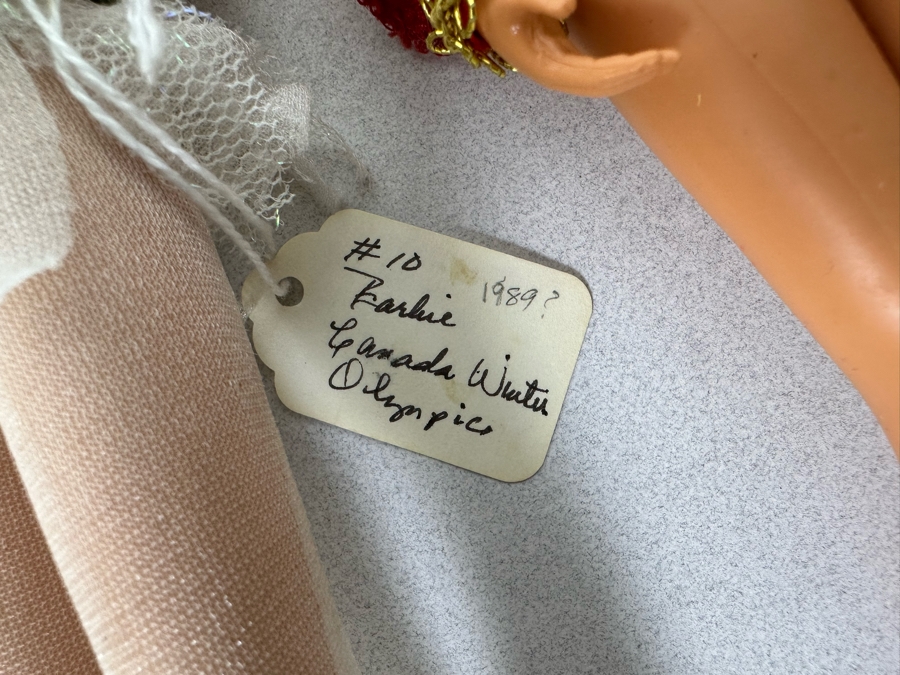 # 10
1989?
Barbie
Canada Winter
Olympics